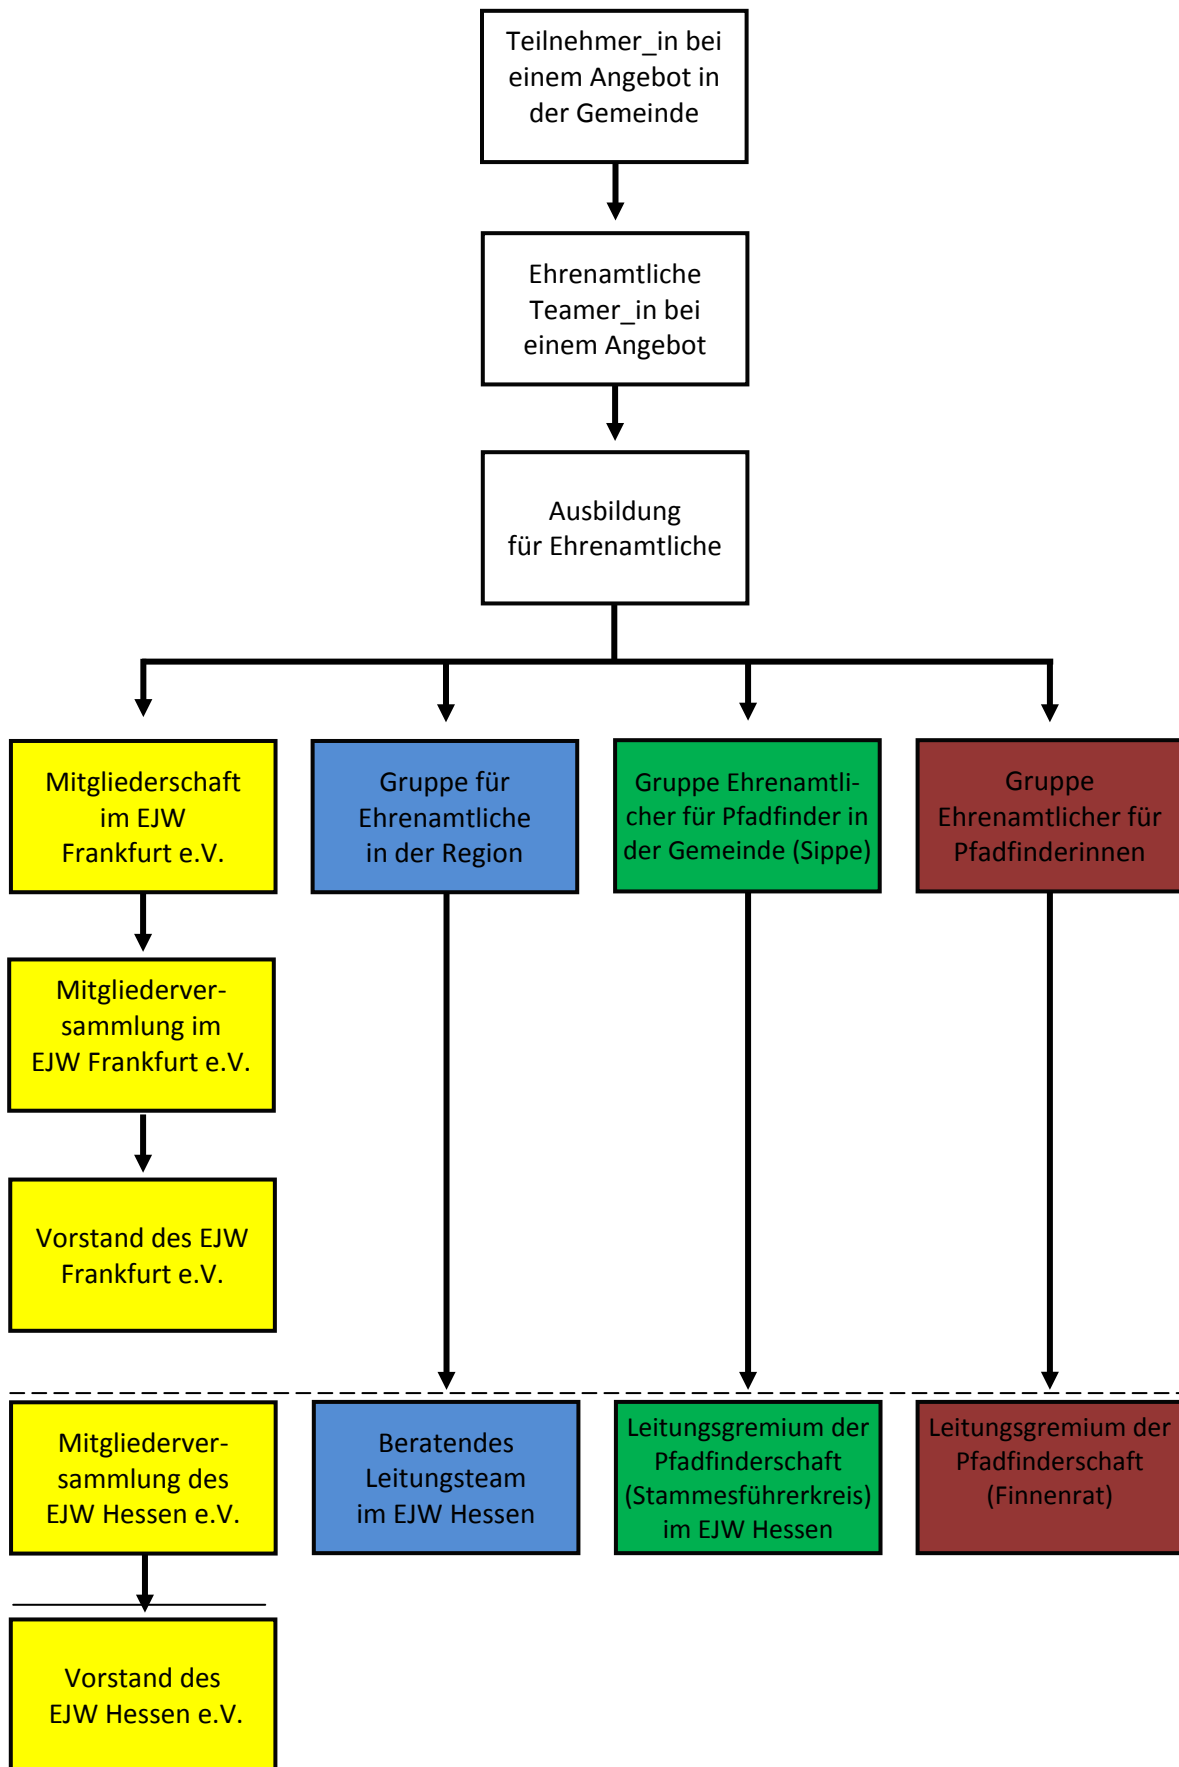 Teilnehmer_in bei
einem Angebot in
der Gemeinde
Ehrenamtliche
Teamer_in bei
einem Angebot
Ausbildung
für Ehrenamtliche
Mitgliederschaft
im EJW
Frankfurt e.V.
Gruppe für
Ehrenamtliche
in der Region
Gruppe Ehrenamtli-
cher für Pfadfinder in
der Gemeinde (Sippe)
Gruppe
Ehrenamtlicher für
Pfadfinderinnen
Mitgliederver-
sammlung im
EJW Frankfurt e.V.
Vorstand des EJW
Frankfurt e.V.
Mitgliederver-
sammlung des
EJW Hessen e.V.
Beratendes
Leitungsteam
im EJW Hessen
Leitungsgremium der
Pfadfinderschaft
(Stammesführerkreis)
im EJW Hessen
Leitungsgremium der
Pfadfinderschaft
(Finnenrat)
Vorstand des
EJW Hessen e.V.